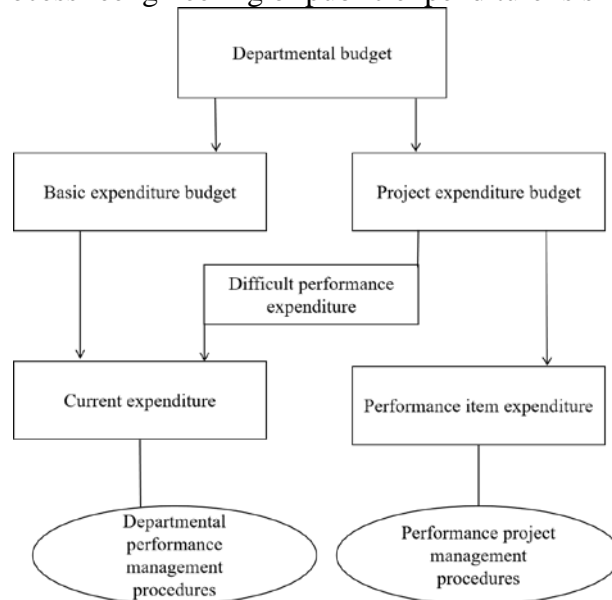 Departmental budget
Basic expenditure budget
Project expenditure budget
Difficult performance
expenditure
Current expenditure
Performance item expenditure
Departmental
performance
management
procedures
Performance project
management
procedures